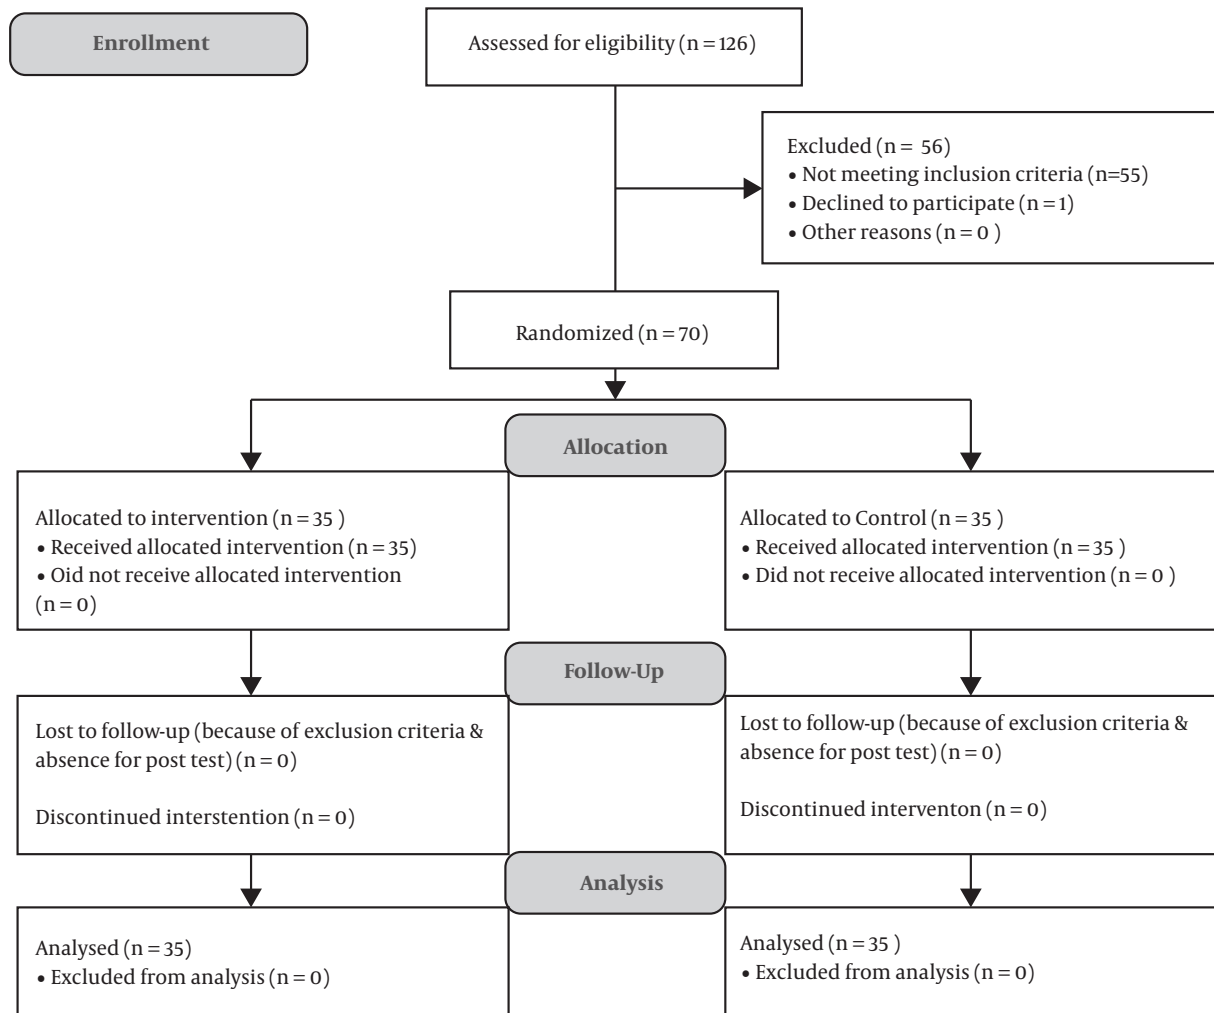 Enrollment
Assessed for eligibility (n = 126)
Excluded (n = 56)
• Not meeting inclusion criteria (n=55)
• Declined to participate (n = 1)
• Other reasons (n = 0 )
Randomized (n = 70)
Allocation
Allocated to intervention (n = 35 )
• Received allocated intervention (n = 35)
• Oid not receive allocated intervention
(n = 0)
Allocated to Control (n = 35 )
• Received allocated intervention (n = 35 )
• Did not receive allocated intervention (n = 0 )
Follow-Up
Lost to follow-up (because of exclusion criteria &
absence for post test) (n = 0)
Discontinued interstention (n = 0)
Lost to follow-up (because of exclusion criteria &
absence for post test) (n = 0)
Discontinued interventon (n = 0)
Analysis
Analysed (n = 35)
• Excluded from analysis (n = 0)
Analysed (n = 35 )
• Excluded from analysis (n = 0)